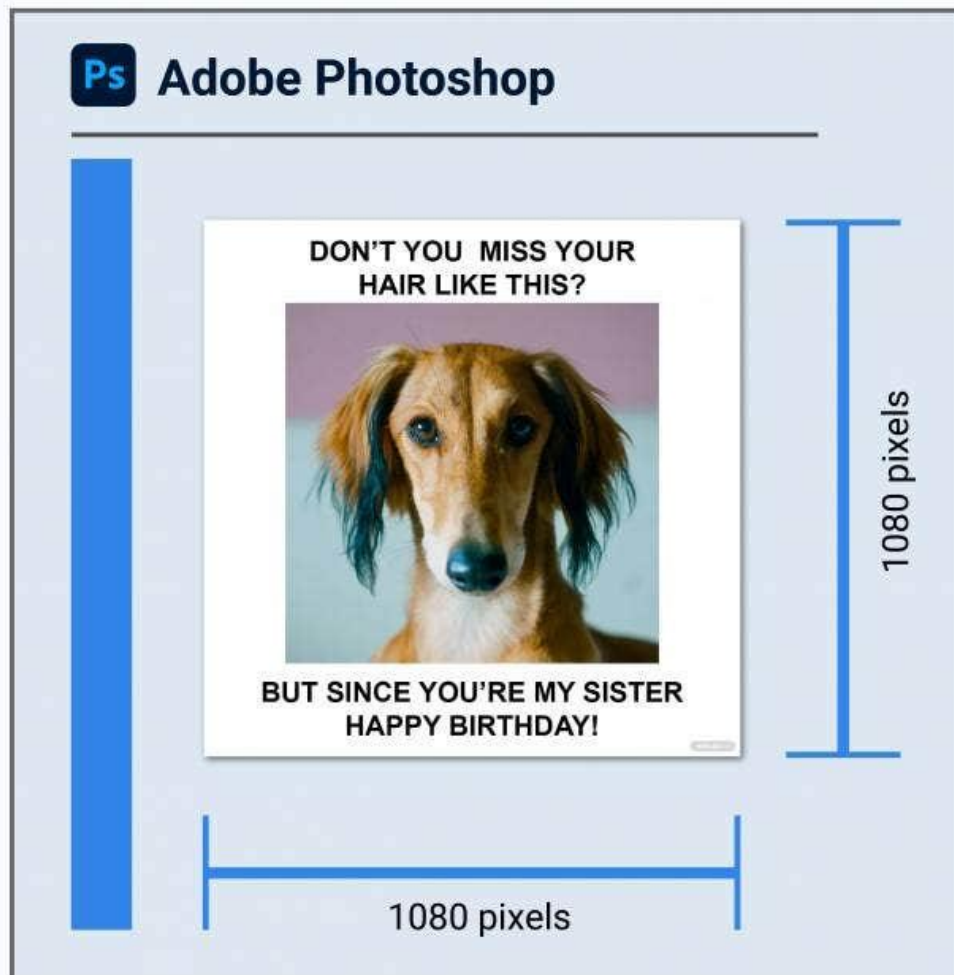 Ps Adobe Photoshop
DON'T YOU  MISS YOUR
HAIR LIKE THIS?
BUT SINCE YOU'RE MY SISTER
HAPPY BIRTHDAY!
1080 pixels
1080 pixels